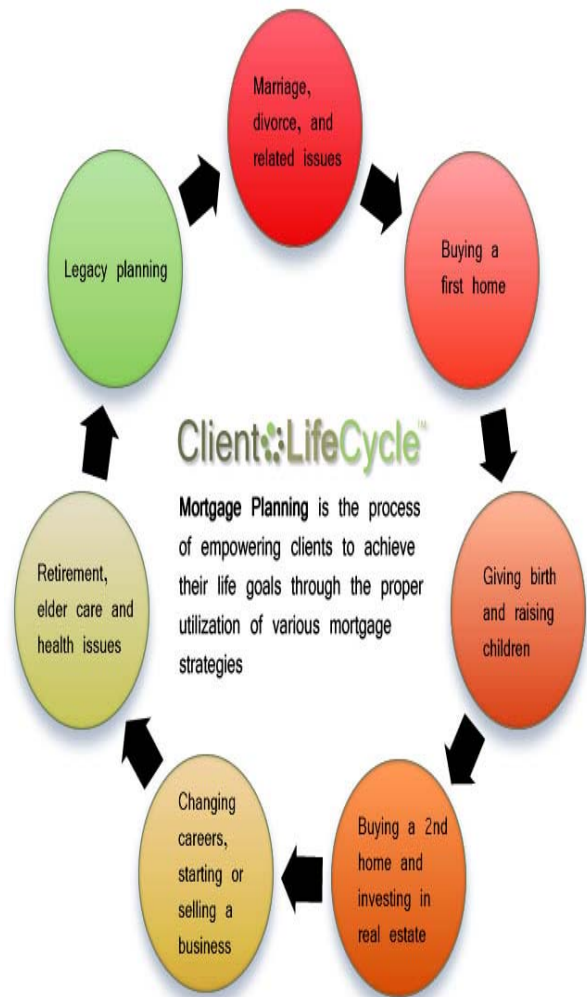 Marriage,
divorce, and
related issues
Buying a
first home
Giving birth
and raising
children
Buying a 2nd
home and
investing in
real estate
Changing
careers,
starting or
selling a
business
Retirement,
elder care and
health issues
Legacy planning
Client LifeCycle™
Mortgage Planning is the process
of empowering clients to achieve
their life goals through the proper
utilization of various mortgage
strategies